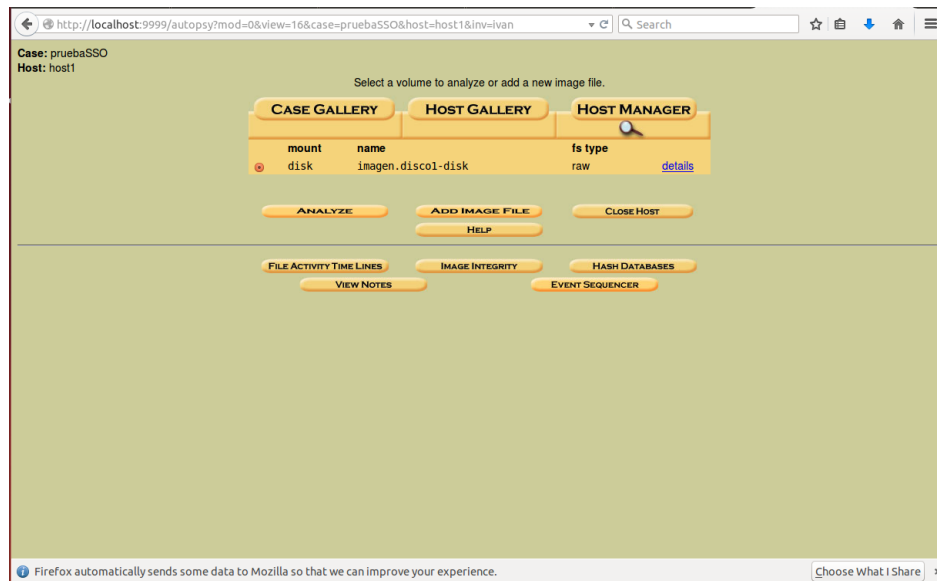 http://localhost:9999/autopsy?mod=0&view=16&case=pruebaSSO&host=host1&inv=ivan Search
Case: pruebaSSO
Host: host1
Select a volume to analyze or add a new image file.
CASE GALLERY HOST GALLERY HOST MANAGER
mount name fs type
disk imagen.disco1-disk raw details
ANALYZE ADD IMAGE FILE CLOSE HOST
HELP
FILE ACTIVITY TIME LINES IMAGE INTEGRITY HASH DATABASES
VIEW NOTES EVENT SEQUENCER
Firefox automatically sends some data to Mozilla so that we can improve your experience. Choose What I Share